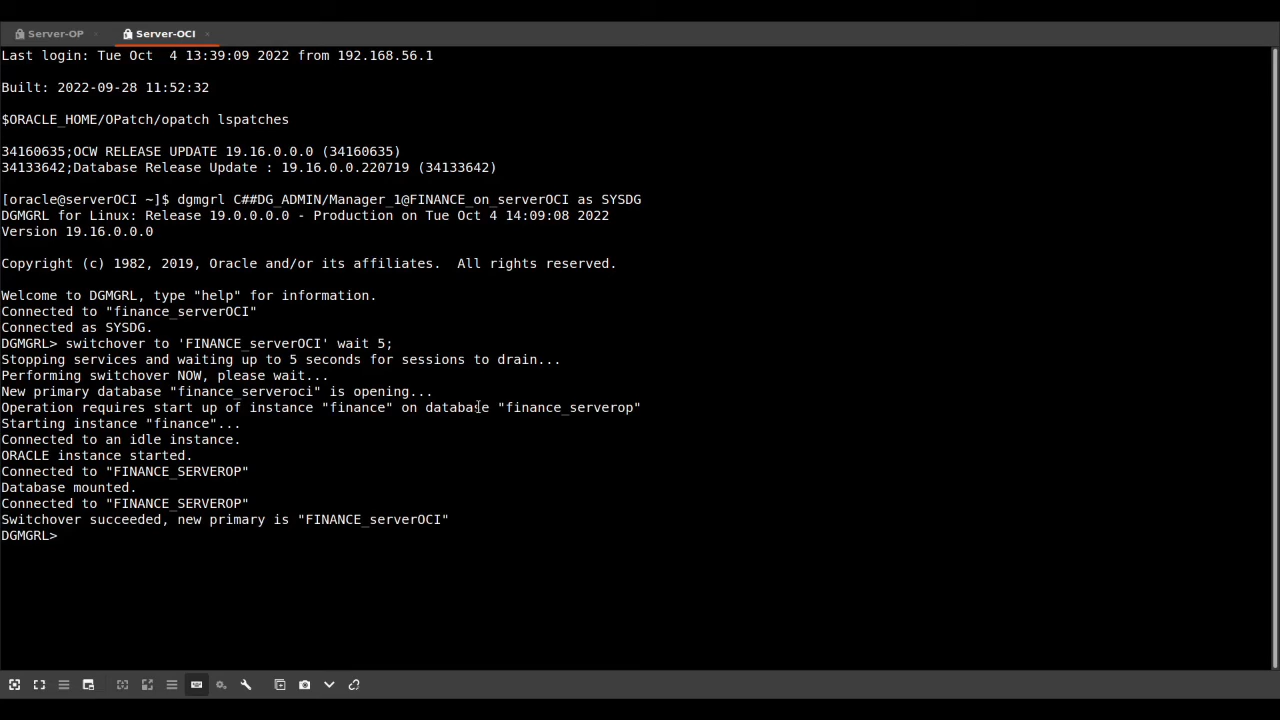 Server-OP
Server-OCI
Last login: Tue Oct  4 13:39:09 2022 from 192.168.56.1
Built: 2022-09-28 11:52:32
$ORACLE_HOME/OPatch/opatch lspatches
34160635;OCW RELEASE UPDATE 19.16.0.0.0 (34160635)
34133642;Database Release Update : 19.16.0.0.220719 (34133642)
[oracle@serverOCI ~]$ dgmgrl C##DG_ADMIN/Manager_1@FINANCE_on_serverOCI as SYSDG
DGMGRL for Linux: Release 19.0.0.0.0 - Production on Tue Oct 4 14:09:08 2022
Version 19.16.0.0.0
Copyright (c) 1982, 2019, Oracle and/or its affiliates.  All rights reserved.
Welcome to DGMGRL, type "help" for information.
Connected to "finance_serverOCI"
Connected as SYSDG.
DGMGRL> switchover to 'FINANCE_serverOCI' wait 5;
Stopping services and waiting up to 5 seconds for sessions to drain...
Performing switchover NOW, please wait...
New primary database "finance_serveroci" is opening...
Operation requires start up of instance "finance" on database "finance_serverop"
Starting instance "finance"...
Connected to an idle instance.
ORACLE instance started.
Connected to "FINANCE_SERVEROP"
Database mounted.
Connected to "FINANCE_SERVEROP"
Switchover succeeded, new primary is "FINANCE_serverOCI"
DGMGRL>